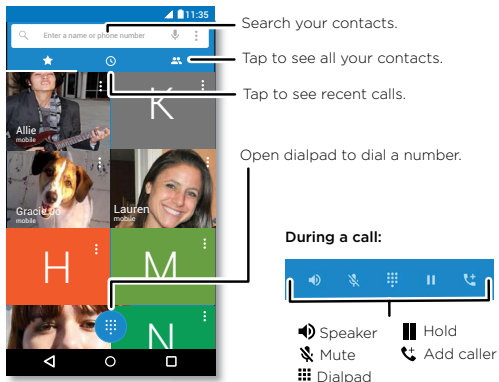 11:35
Search your contacts.
Enter a name or phone number
Tap to see all your contacts.
Tap to see recent calls.
K
Allie
mobile
Open dialpad to dial a number.
Lauren
mobile
H
M
During a call:
N
Speaker
Hold
Mute
Add caller
Dialpad